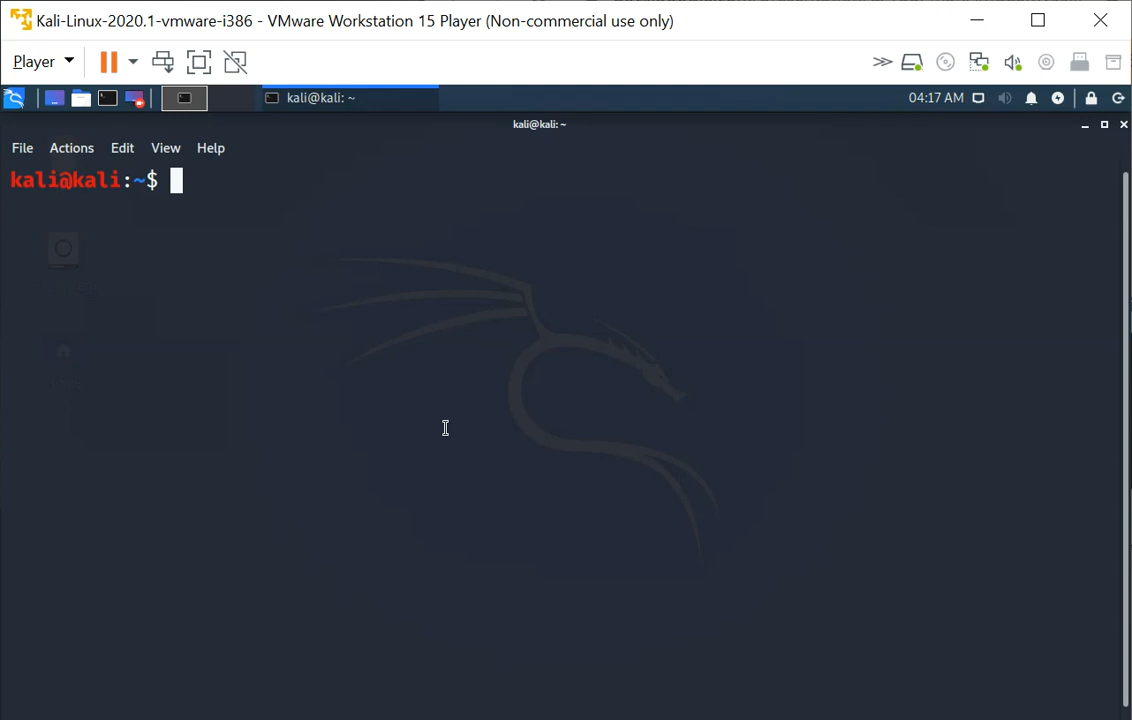 Kali-Linux-2020.1-vmware-i386 - VMware Workstation 15 Player (Non-commercial use only)
Player
kali@kali: ~
04:17 AM
kali@kali: ~
File Actions Edit View Help
kali@kali:~$